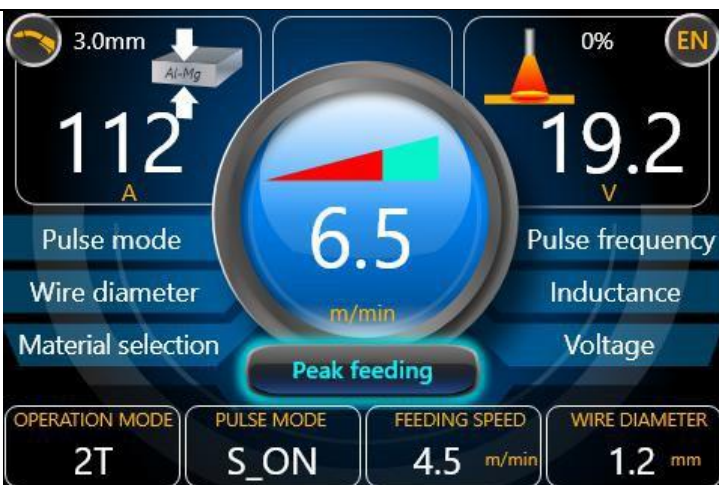 3.0mm
Al-Mg
0%
EN
112
A
19.2
V
6.5
m/min
Pulse mode
Wire diameter
Material selection
Pulse frequency
Inductance
Voltage
Peak feeding
OPERATION MODE
2T
PULSE MODE
S_ON
FEEDING SPEED
4.5 m/min
WIRE DIAMETER
1.2 mm